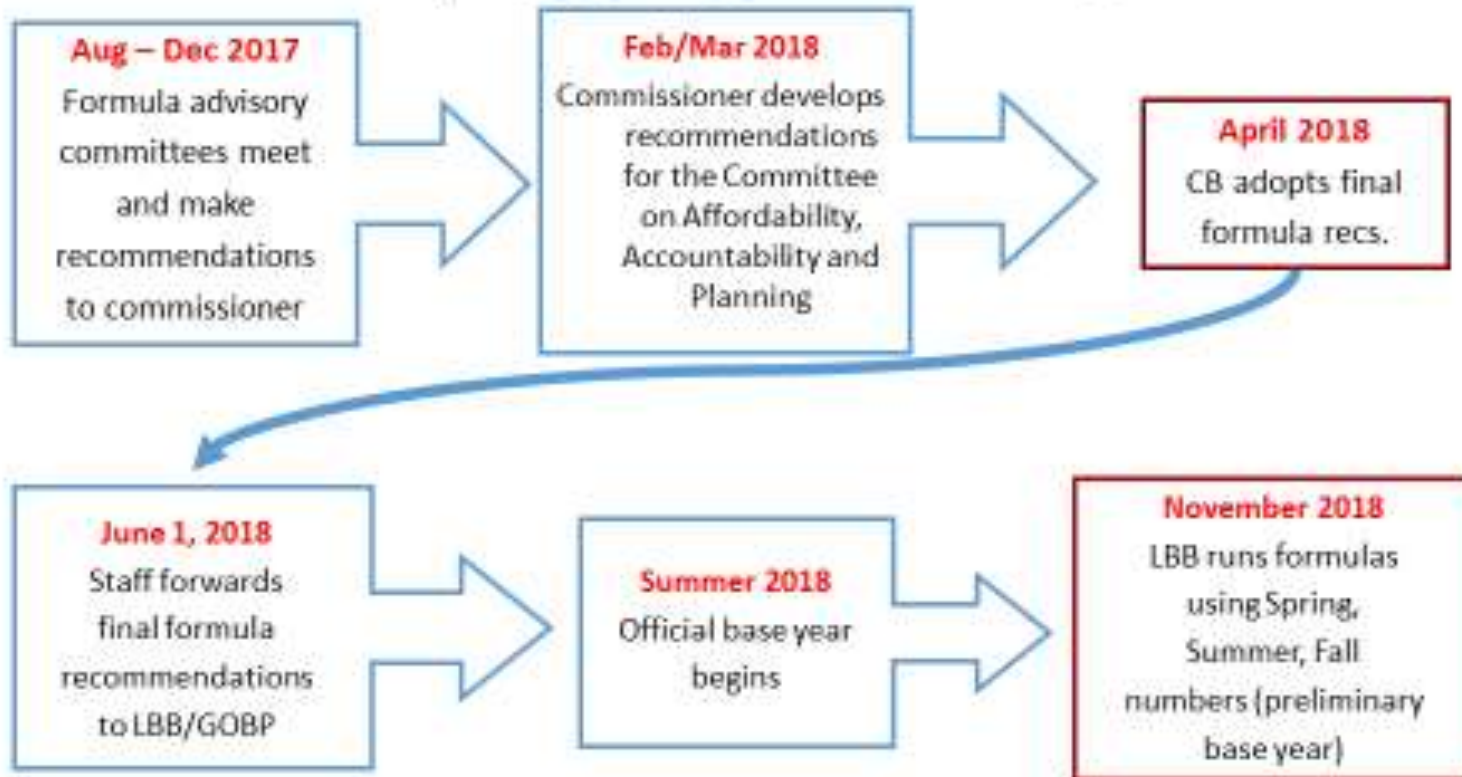 Aug – Dec 2017
Formula advisory
committees meet
and make
recommendations
to commissioner
Feb/Mar 2018
Commissioner develops
recommendations
for the Committee
on Affordability,
Accountability and
Planning
April 2018
CB adopts final
formula recs.
June 1, 2018
Staff forwards
final formula
recommendations
to LBB/GOBP
Summer 2018
Official base year
begins
November 2018
LBB runs formulas
using Spring,
Summer, Fall
numbers (preliminary
base year)